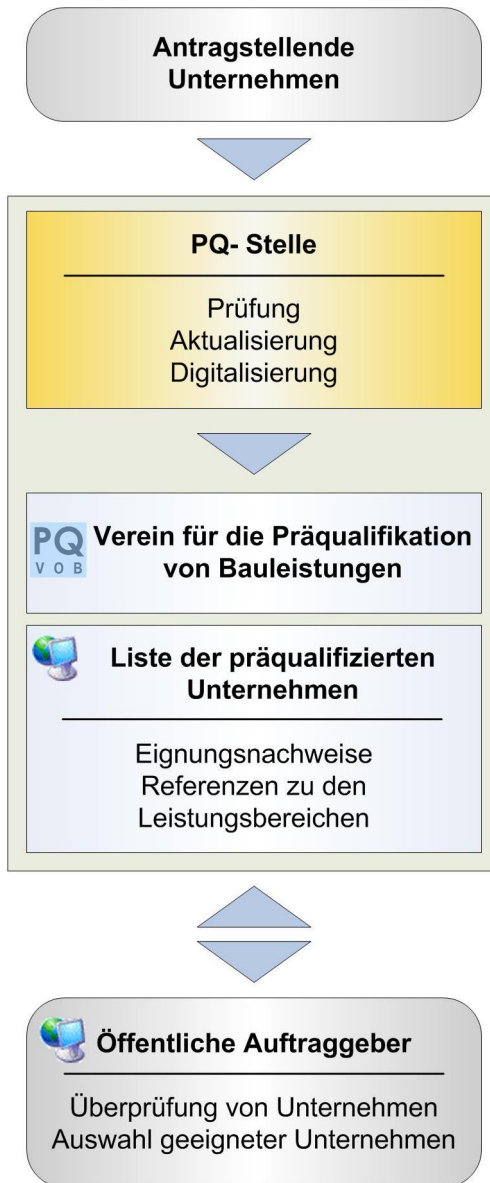 Antragstellende
Unternehmen
PQ- Stelle
Prüfung
Aktualisierung
Digitalisierung
PQ
VOB
Verein für die Präqualifikation
von Bauleistungen
Liste der präqualifizierten
Unternehmen
Eignungsnachweise
Referenzen zu den
Leistungsbereichen
Öffentliche Auftraggeber
Überprüfung von Unternehmen
Auswahl geeigneter Unternehmen